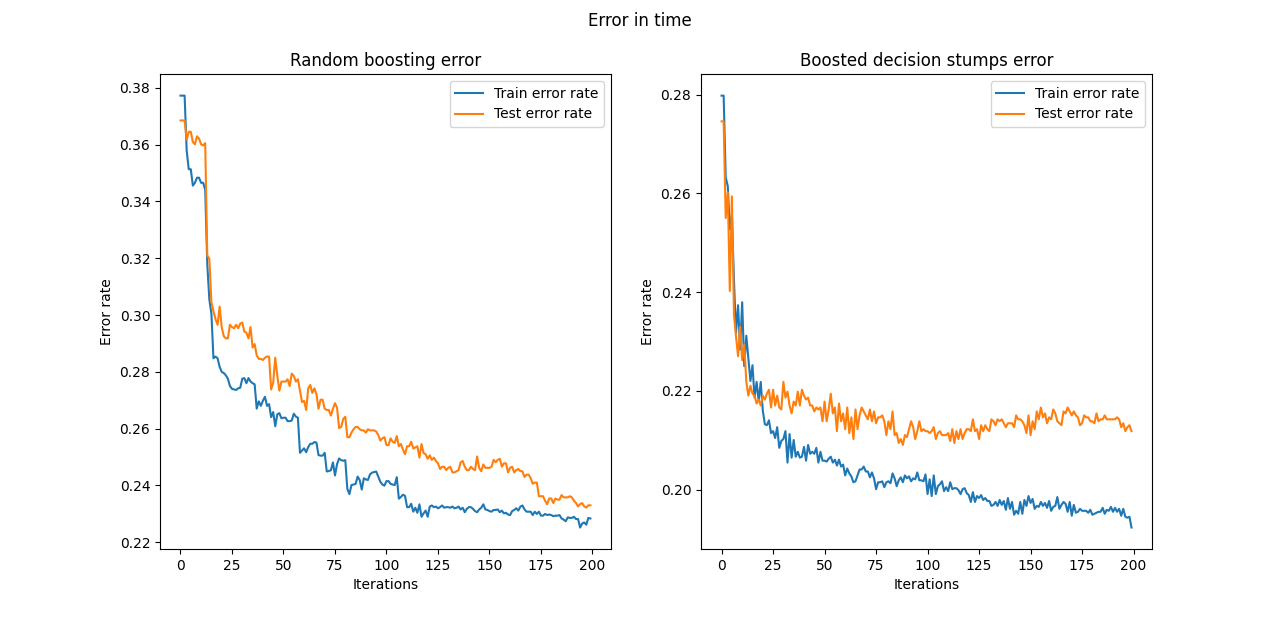 Error in time
Random boosting error
Error rate
0.38
0.36
0.34
0.32
0.30
0.28
0.26
0.24
0.22
0
25
50
75
100
125
150
175
200
Iterations
Train error rate
Test error rate
Boosted decision stumps error
Error rate
0.28
0.26
0.24
0.22
0.20
0
25
50
75
100
125
150
175
200
Iterations
Train error rate
Test error rate